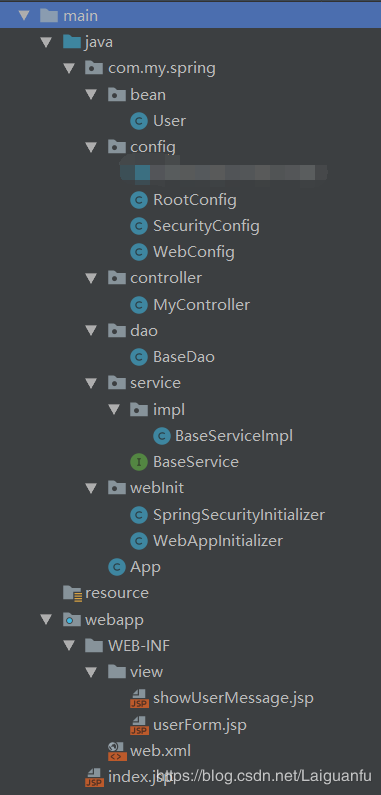 main
java
com.my.spring
bean
User
config
RootConfig
SecurityConfig
WebConfig
controller
MyController
dao
BaseDao
service
impl
BaseServiceImpl
BaseService
webInit
SpringSecurityInitializer
WebAppInitializer
App
resource
webapp
WEB-INF
view
showUserMessage.jsp
userForm.jsp
web.xml
index.jsp
https://blog.csdn.net/Laiguanfu